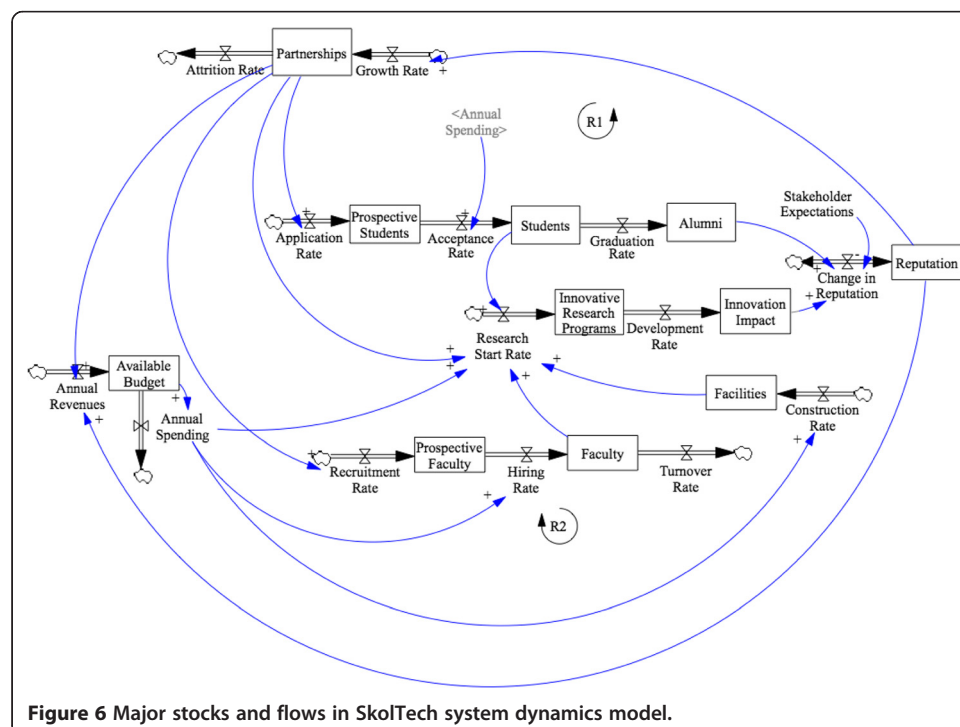 Partnerships
Attrition Rate
Growth Rate
+
<Annual
Spending>
R1
Stakeholder
Expectations
+
Application
Rate
Prospective
Students
+
Acceptance
Rate
Students
Graduation
Rate
Alumni
-
+
Change in
Reputation
+
Reputation
+
Research
Start Rate
Innovative
Research
Programs
Development
Rate
Innovation
Impact
+
+
+
+
Facilities
Construction
Rate
+
+
Annual
Revenues
+
Available
Budget
+
Annual
Spending
+
Recruitment
Rate
Prospective
Faculty
Hiring
Rate
+
Faculty
Turnover
Rate
R2
Figure 6 Major stocks and flows in SkolTech system dynamics model.